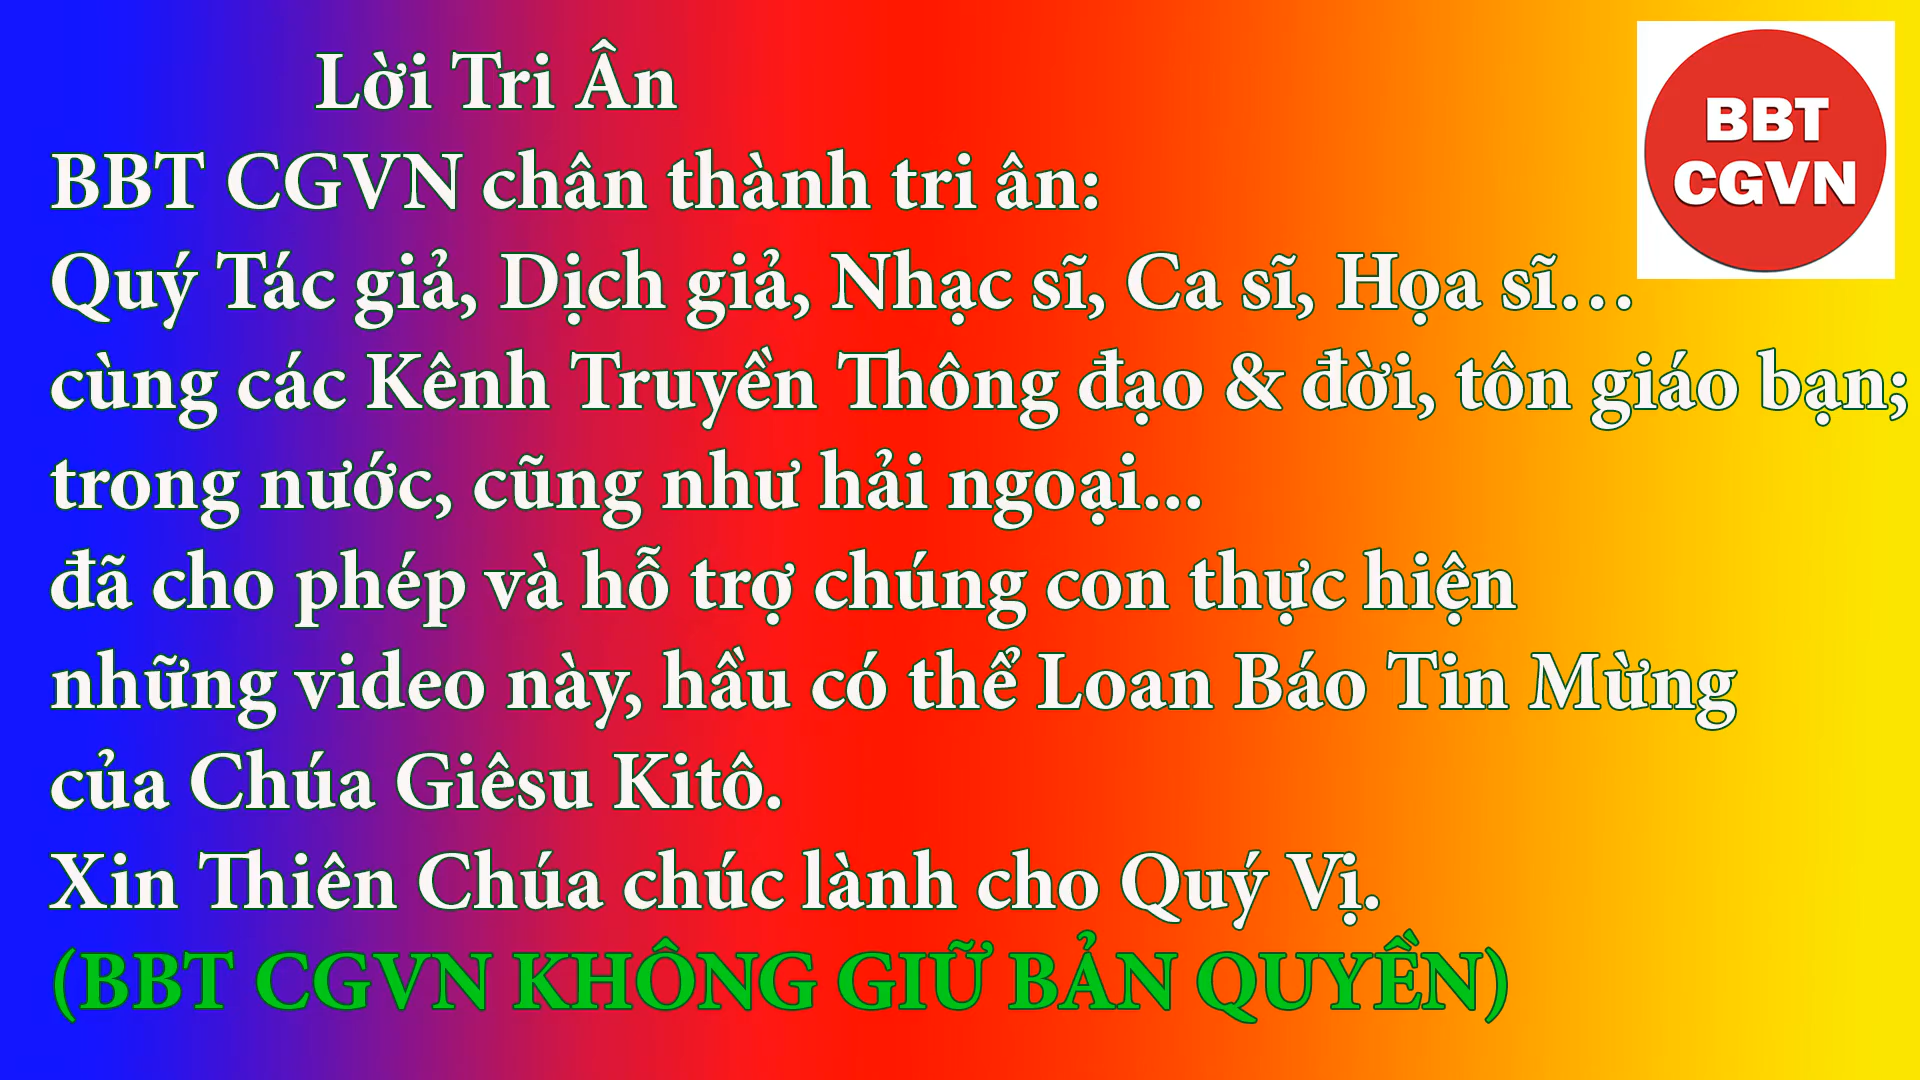 Lời Tri Ân
BBT CGVN chân thành tri ân:
Quý Tác giả, Dịch giả, Nhạc sĩ, Ca sĩ, Họa sĩ…
cùng các Kênh Truyền Thông đạo & đời, tôn giáo bạn;
trong nước, cũng như hải ngoại...
đã cho phép và hỗ trợ chúng con thực hiện
những video này, hầu có thể Loan Báo Tin Mừng
của Chúa Giêsu Kitô.
Xin Thiên Chúa chúc lành cho Quý Vị.
(BBT CGVN KHÔNG GIỮ BẢN QUYỀN)
BBT
CGVN